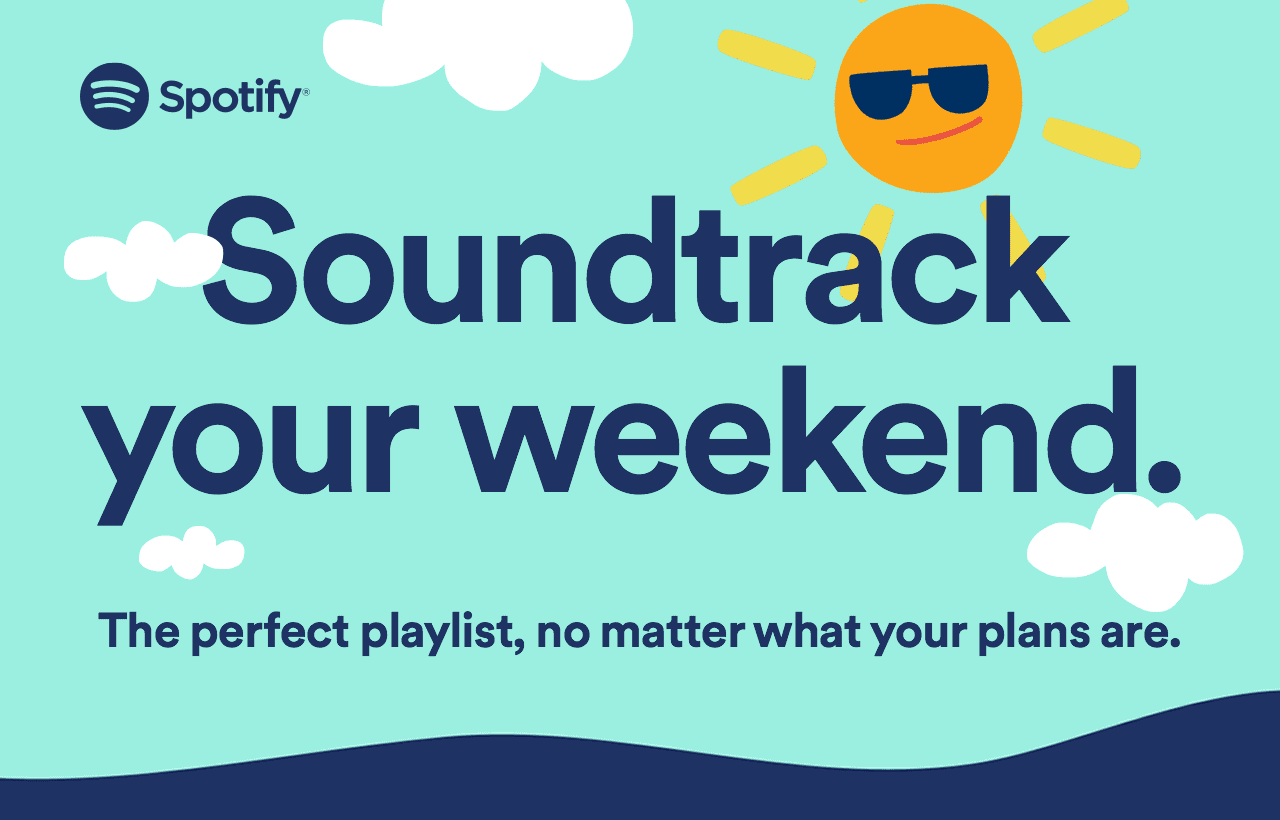 Spotify®
Soundtrack
your weekend.
The perfect playlist, no matter what your plans are.